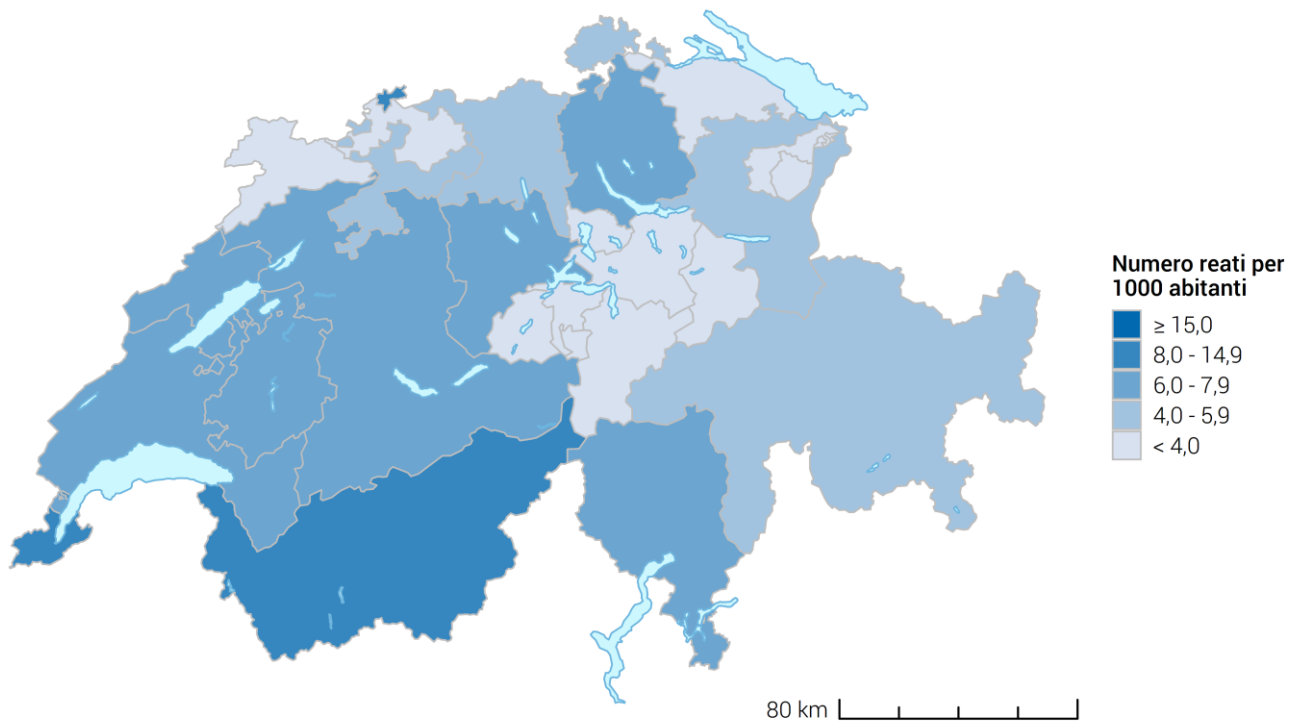 Numero reati per
1000 abitanti
≥ 15,0
8,0 - 14,9
6,0 - 7,9
4,0 - 5,9
< 4,0
80 km